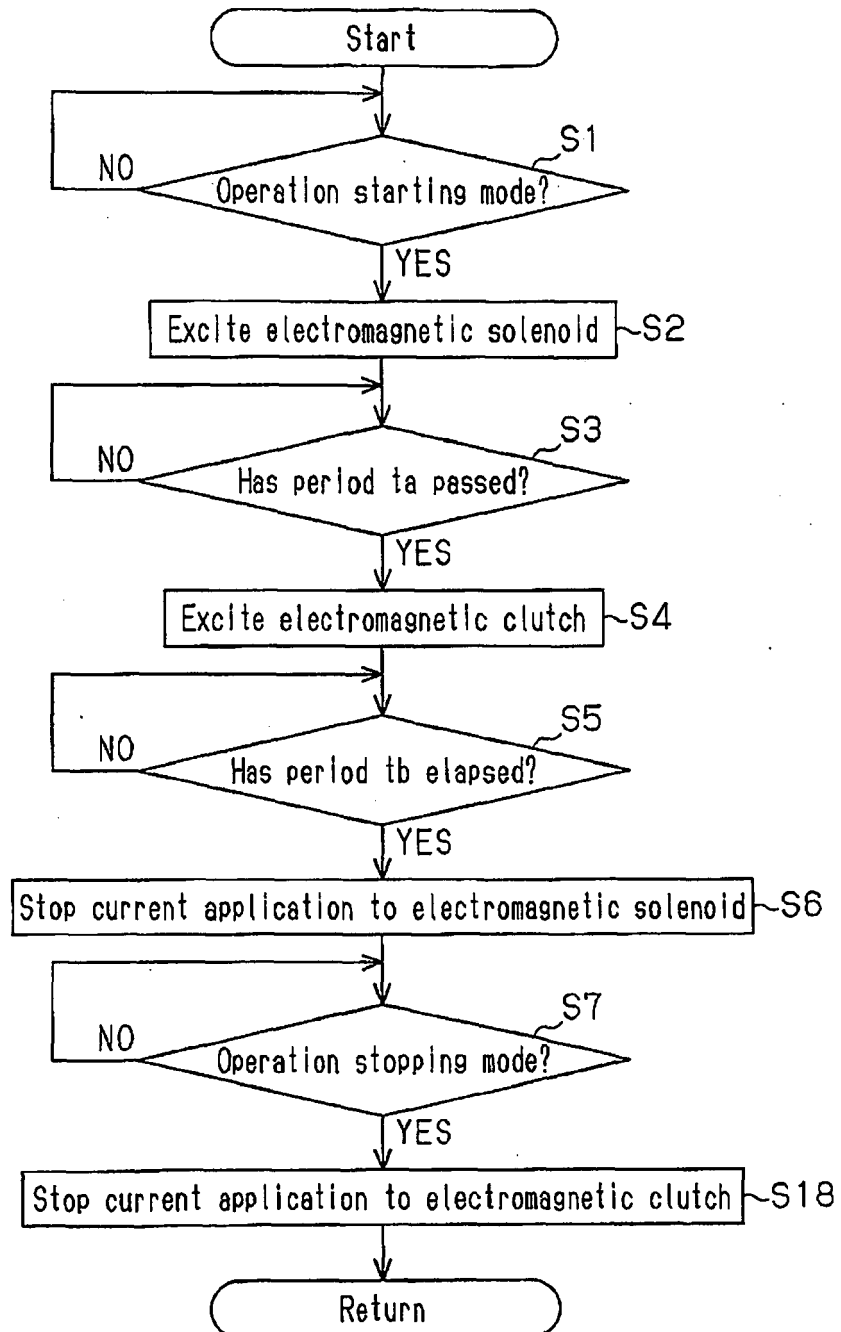 Start
S1
NO
Operation starting mode?
YES
Excite electromagnetic solenoid S2
S3
NO
Has period ta passed?
YES
Excite electromagnetic clutch S4
S5
NO
Has period tb elapsed?
YES
Stop current application to electromagnetic solenoid S6
S7
NO
Operation stopping mode?
YES
Stop current application to electromagnetic clutch S18
Return